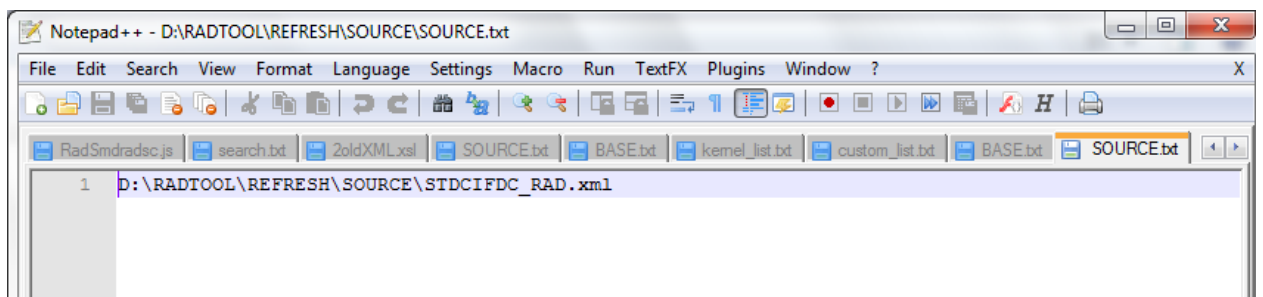 Notepad++ - D:\RADTOOL\REFRESH\SOURCE\SOURCE.txt
File Edit Search View Format Language Settings Macro Run TextFX Plugins Window ? X
RadSmdradsc.js search.txt 2oldXML.xsl SOURCE.txt BASE.txt kernel_list.txt custom_list.txt BASE.txt SOURCE.txt
1 D:\RADTOOL\REFRESH\SOURCE\STDCIFDC_RAD.xml